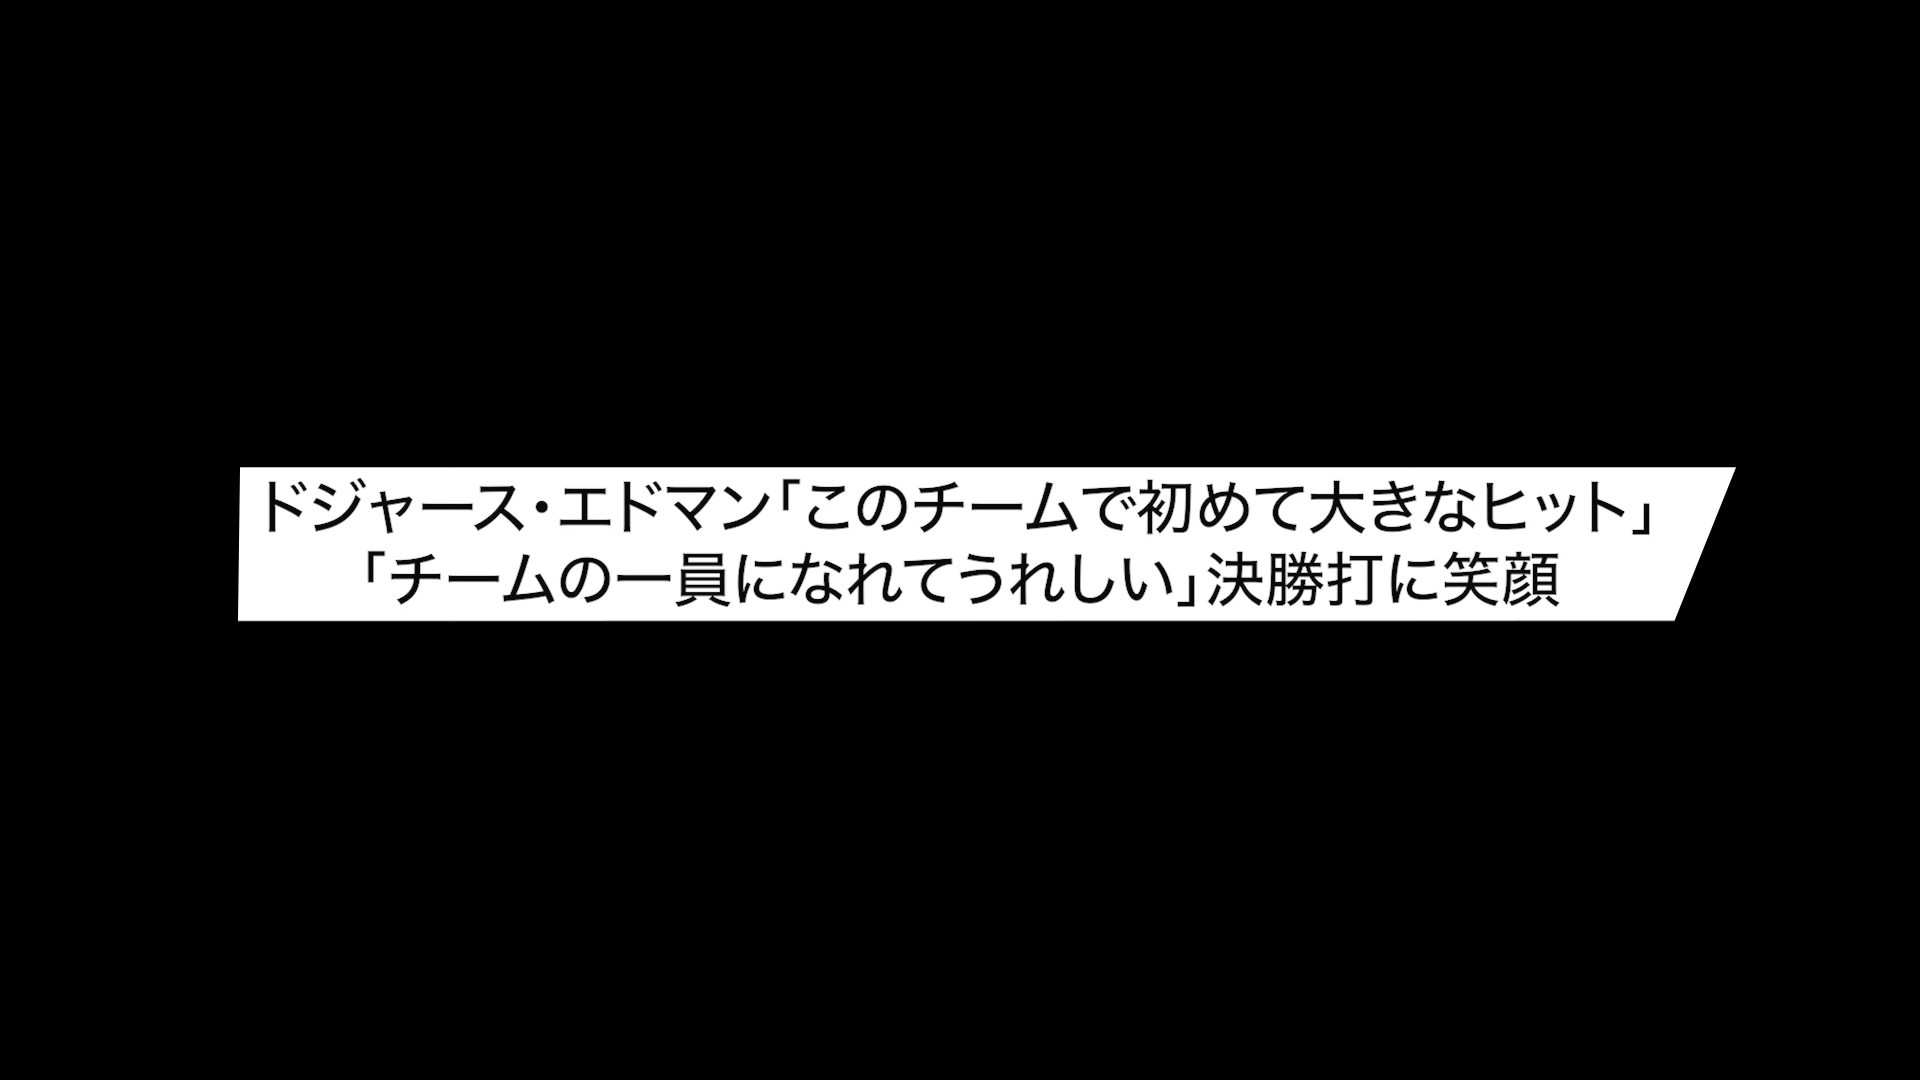 ドジャース・エドマン「このチームで初めて大きなヒット」
「チームの一員になれてうれしい」決勝打に笑顔